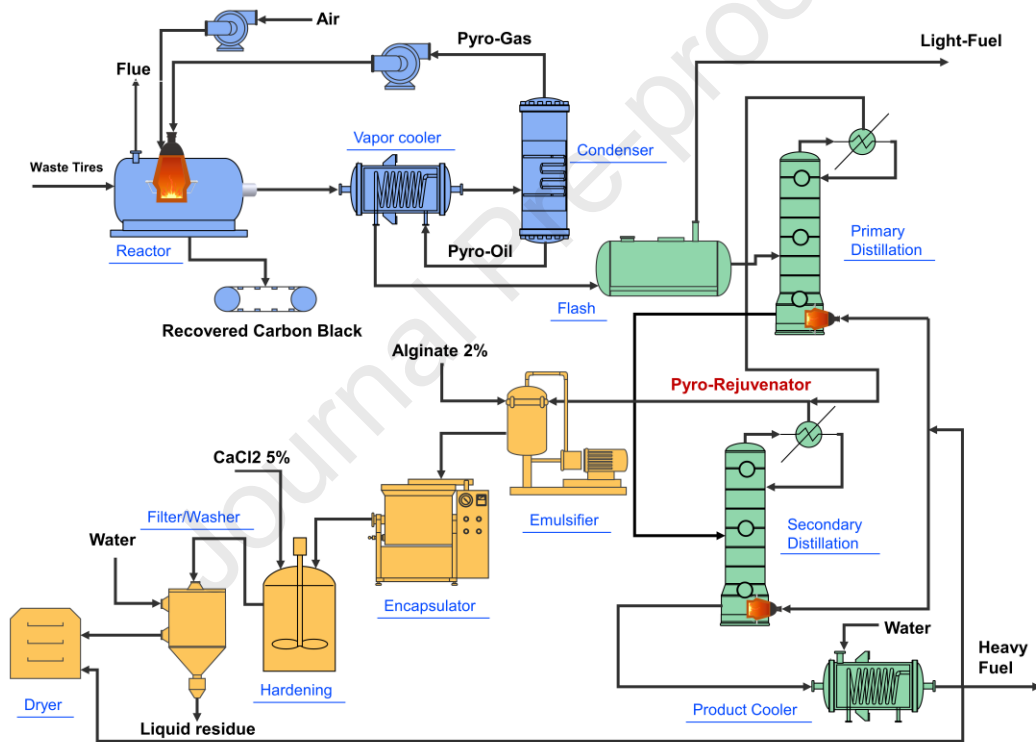 Air
Pyro-Gas
Light-Fuel
Flue
Vapor cooler
Condenser
Waste Tires
Primary
Distillation
Reactor
Pyro-Oil
Flash
Recovered Carbon Black
Alginate 2%
Pyro-Rejuvenator
CaCl2 5%
Filter/Washer
Emulsifier
Secondary
Distillation
Water
Encapsulator
Water
Heavy
Fuel
Dryer
Hardening
Product Cooler
Liquid residue
Journal Pre-proo